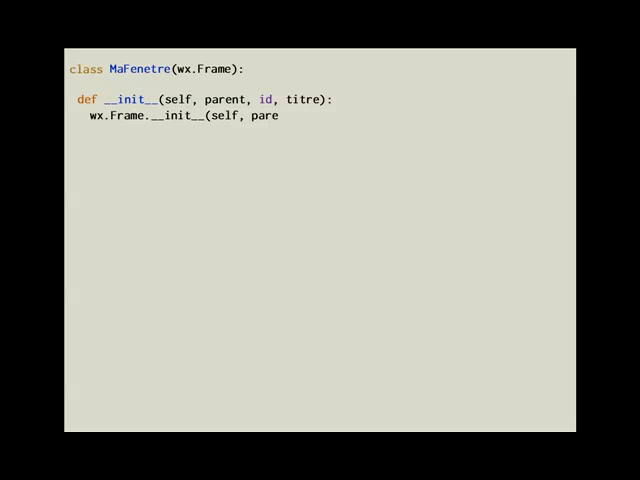 class MaFenetre(wx.Frame):
def __init__(self, parent, id, titre):
wx.Frame.__init__(self, pare